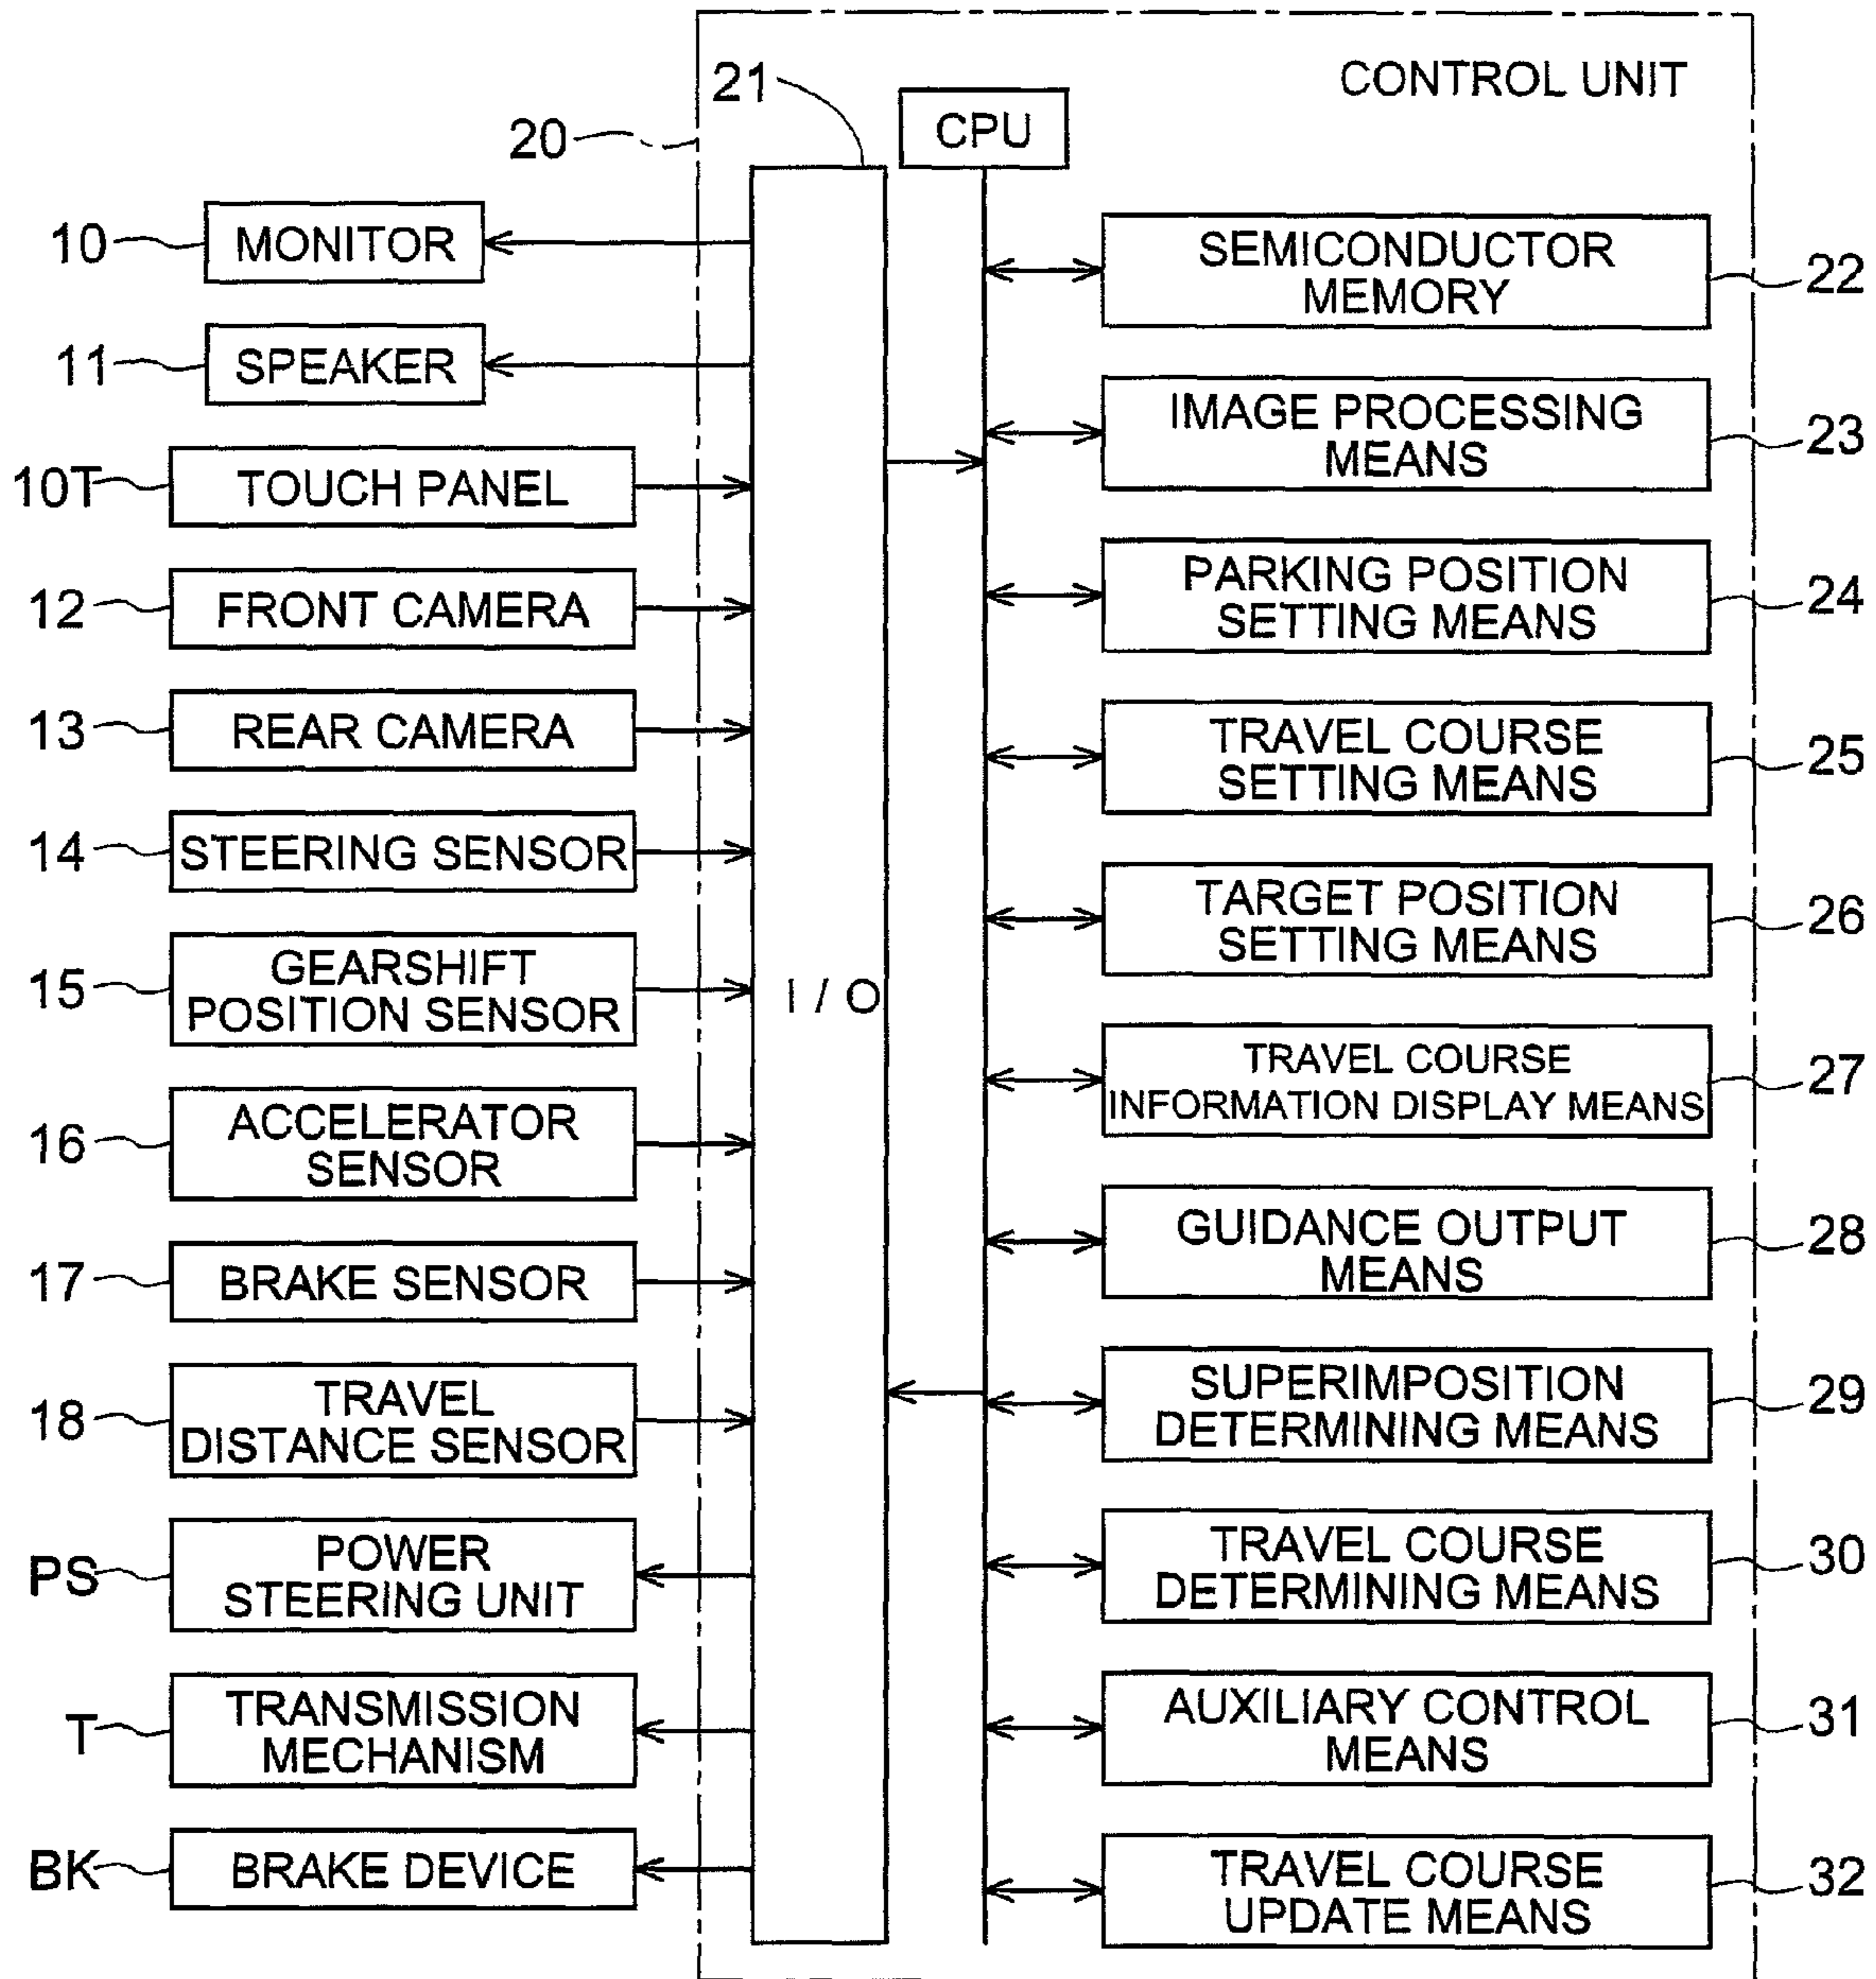 CONTROL UNIT
21
CPU
20
10 MONITOR
11 SPEAKER
10T TOUCH PANEL
12 FRONT CAMERA
13 REAR CAMERA
14 STEERING SENSOR
15 GEARSHIFT
POSITION SENSOR
16 ACCELERATOR
SENSOR
17 BRAKE SENSOR
18 TRAVEL
DISTANCE SENSOR
PS POWER
STEERING UNIT
T TRANSMISSION
MECHANISM
BK BRAKE DEVICE
I / O
SEMICONDUCTOR
MEMORY 22
IMAGE PROCESSING
MEANS 23
PARKING POSITION
SETTING MEANS 24
TRAVEL COURSE
SETTING MEANS 25
TARGET POSITION
SETTING MEANS 26
TRAVEL COURSE
INFORMATION DISPLAY MEANS 27
GUIDANCE OUTPUT
MEANS 28
SUPERIMPOSITION
DETERMINING MEANS 29
TRAVEL COURSE
DETERMINING MEANS 30
AUXILIARY CONTROL
MEANS 31
TRAVEL COURSE
UPDATE MEANS 32